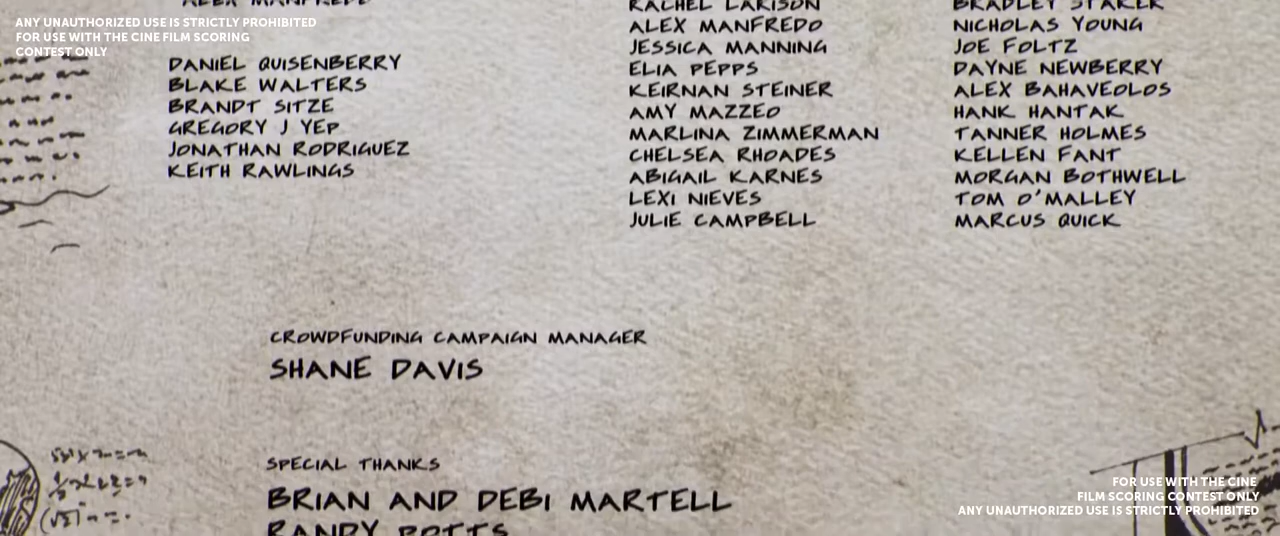 ANY UNAUTHORIZED USE IS STRICTLY PROHIBITED
FOR USE WITH THE CINE FILM SCORING
CONTEST ONLY
ALEX MANFREDO
DANIEL QUISENBERRY
BLAKE WALTERS
BRANDT SITZE
GREGORY J YEP
JONATHAN RODRIGUEZ
KEITH RAWLINGS
RACHEL LARISON
ALEX MANFREDO
JESSICA MANNING
ELIA PEPPS
KEIRNAN STEINER
AMY MAZZEO
MARLINA ZIMMERMAN
CHELSEA RHOADES
ABIGAIL KARNES
LEXI NIEVES
JULIE CAMPBELL
BRADLEY STARER
NICHOLAS YOUNG
JOE FOLTZ
DAYNE NEWBERRY
ALEX BAHAVEOLOS
HANK HANTAK
TANNER HOLMES
KELLEN FANT
MORGAN BOTHWELL
TOM O'MALLEY
MARCUS QUICK
CROWDFUNDING CAMPAIGN MANAGER
SHANE DAVIS
SPECIAL THANKS
BRIAN AND DEBI MARTELL
RANDY POTTS
FOR USE WITH THE CINE
FILM SCORING CONTEST ONLY
ANY UNAUTHORIZED USE IS STRICTLY PROHIBITED